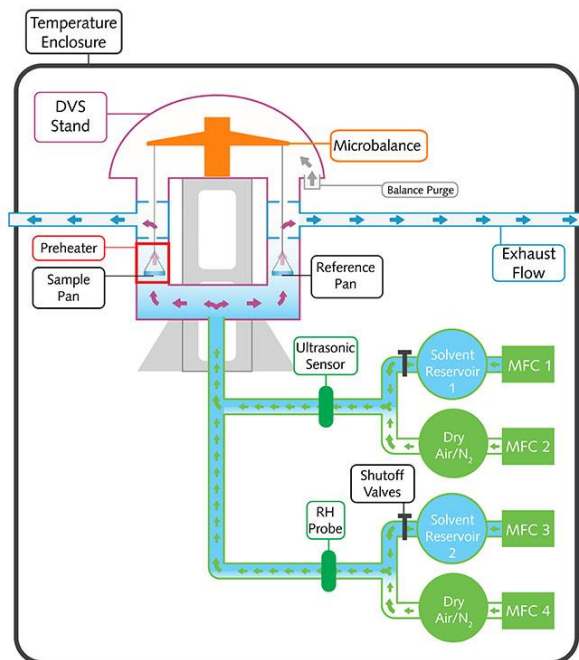 Temperature
Enclosure
DVS
Stand
Microbalance
Balance Purge
Preheater
Sample
Pan
Reference
Pan
Exhaust
Flow
Ultrasonic
Sensor
Solvent
Reservoir
1
MFC 1
Dry
Air/N₂
MFC 2
Shutoff
Valves
RH
Probe
Solvent
Reservoir
2
MFC 3
Dry
Air/N₂
MFC 4